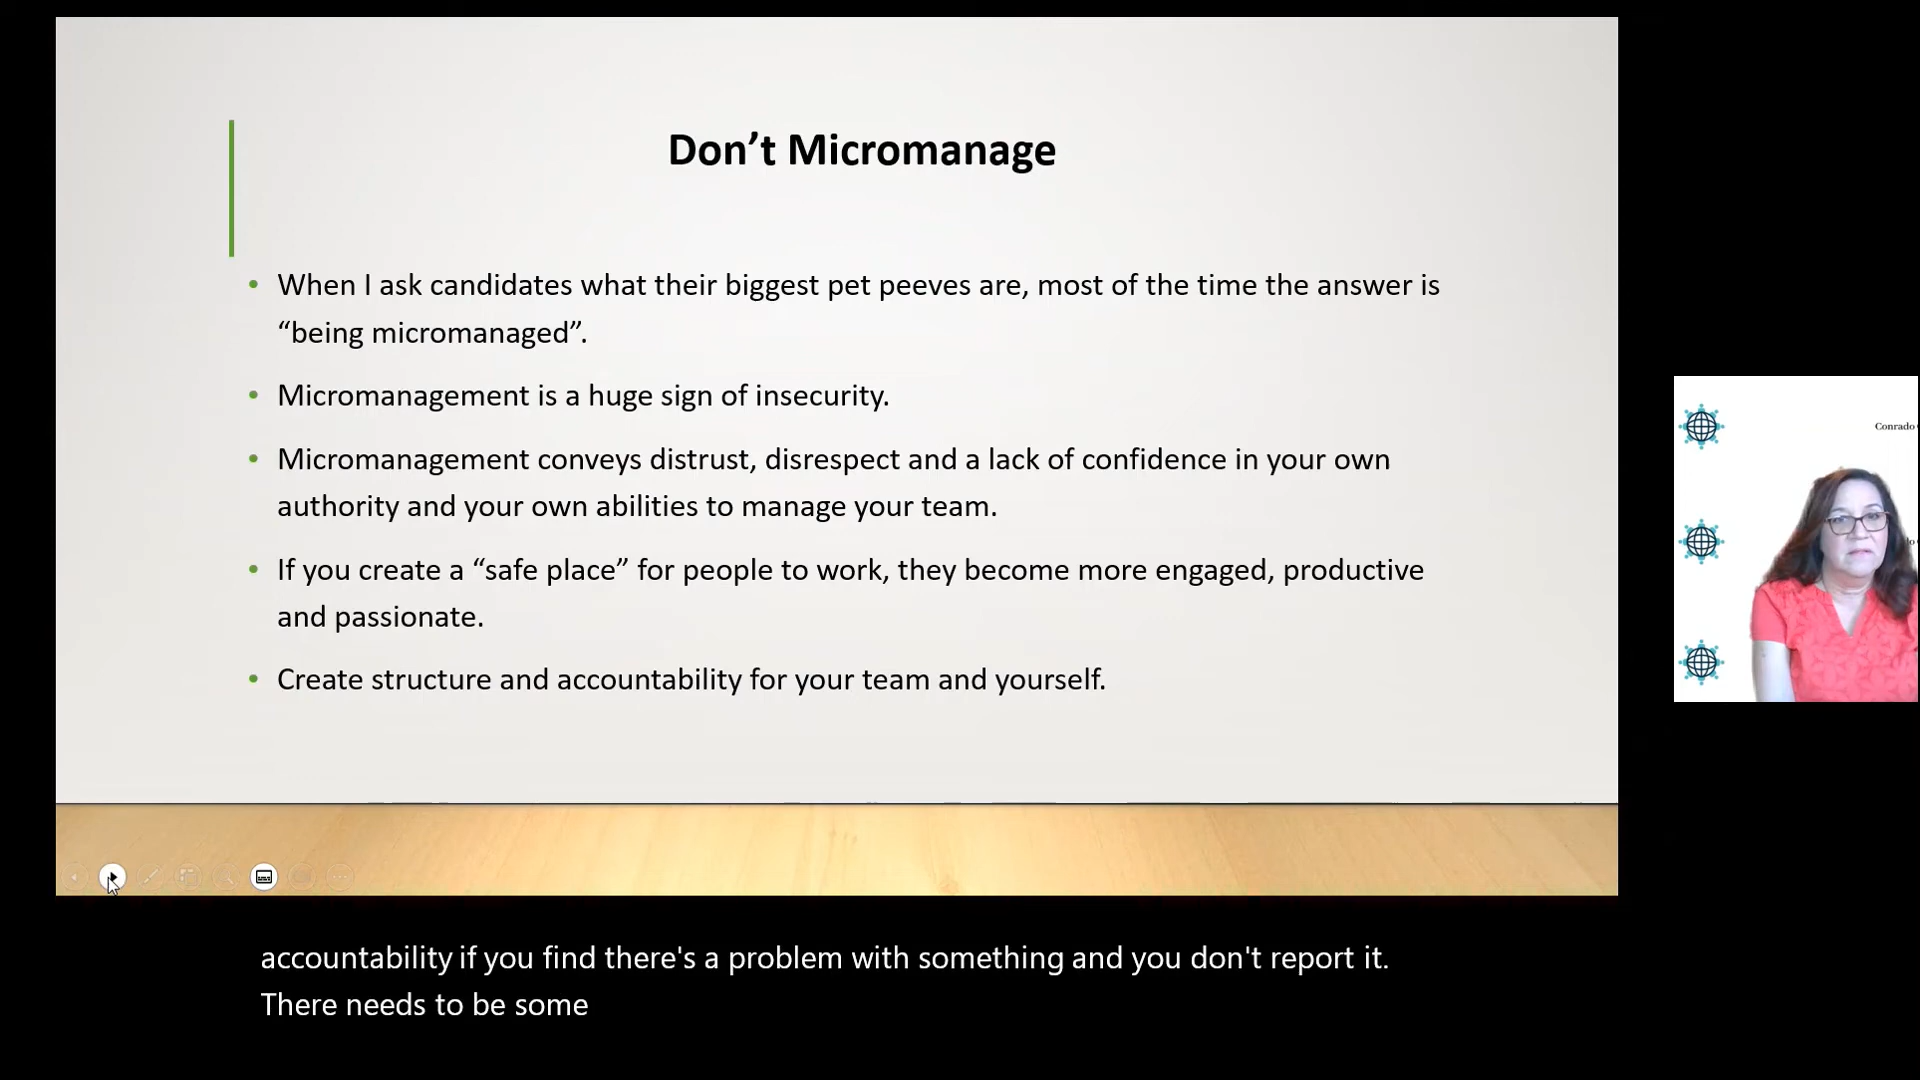 Don’t Micromanage
• When I ask candidates what their biggest pet peeves are, most of the time the answer is
“being micromanaged”.
• Micromanagement is a huge sign of insecurity.
• Micromanagement conveys distrust, disrespect and a lack of confidence in your own
authority and your own abilities to manage your team.
• If you create a “safe place” for people to work, they become more engaged, productive
and passionate.
• Create structure and accountability for your team and yourself.
Conrado
accountability if you find there's a problem with something and you don't report it.
There needs to be some